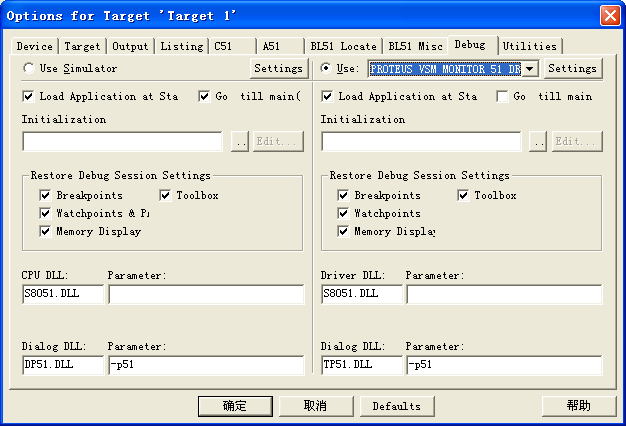 Options for Target 'Target 1'
Device Target Output Listing C51 A51 BL51 Locate BL51 Misc Debug Utilities
Use Simulator Settings
Use: PROTEUS VSM MONITOR 51 DR Settings
Load Application at Sta Go till main(
Load Application at Sta Go till main
Initialization
Initialization
.. Edit...
.. Edit...
Restore Debug Session Settings
Breakpoints Toolbox
Watchpoints & Pa
Memory Display
Restore Debug Session Settings
Breakpoints Toolbox
Watchpoints
Memory Display
CPU DLL: Parameter:
S8051.DLL
Driver DLL: Parameter:
S8051.DLL
Dialog DLL: Parameter:
DP51.DLL -p51
Dialog DLL: Parameter:
TP51.DLL -p51
确定 取消 Defaults 帮助